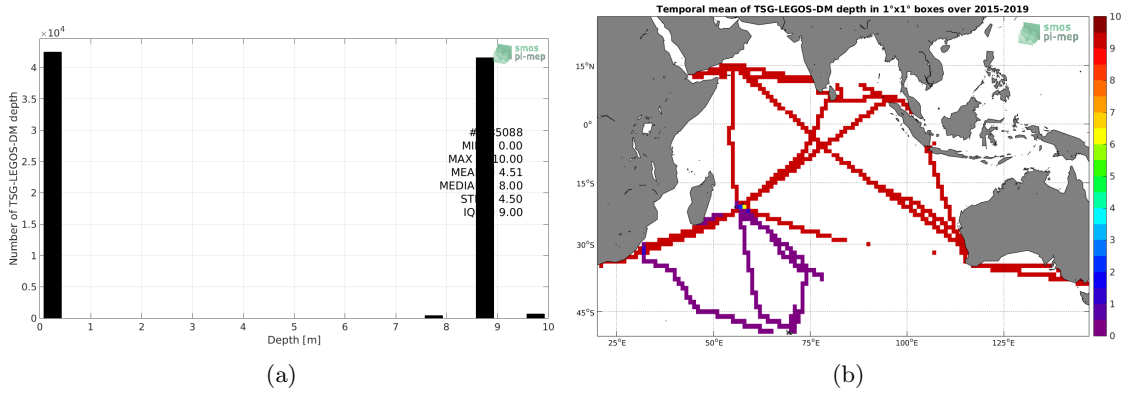 ×10⁴
smos
pi-mep
4
3.5
3
2.5
2
1.5
1
0.5
0
Number of TSG-LEGOS-DM depth
5088
0.00
MAX 10.00
4.51
8.00
4.50
9.00
0 1 2 3 4 5 6 7 8 9 10
Depth [m]
(a)
Temporal mean of TSG-LEGOS-DM depth in 1°x1° boxes over 2015-2019
smos
pi-mep
15°N
0°
15°S
30°S
45°S
25°E 50°E 75°E 100°E 125°E
10
9
8
7
6
5
4
3
2
1
0
(b)